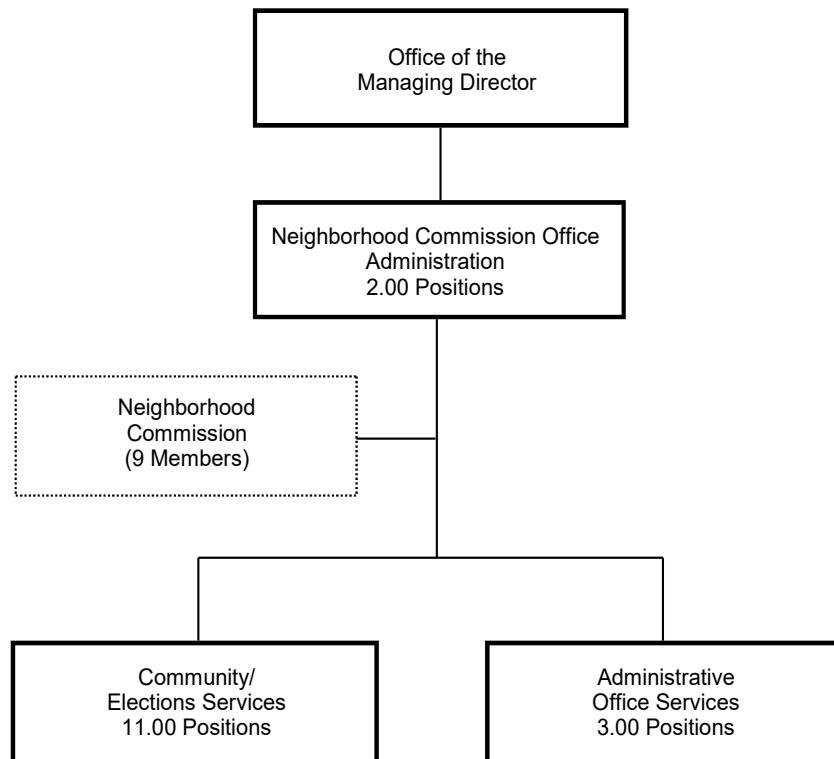 Office of the
Managing Director
Neighborhood Commission Office
Administration
2.00 Positions
Neighborhood
Commission
(9 Members)
Community/
Elections Services
11.00 Positions
Administrative
Office Services
3.00 Positions